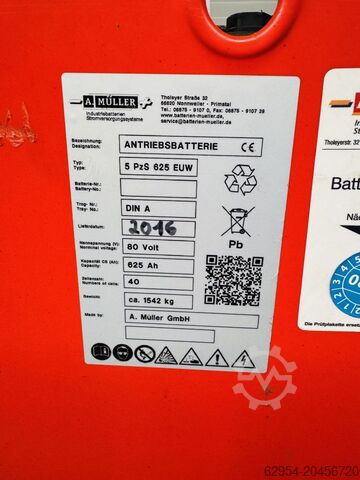 A. MÜLLER
Industriebatterien
Stromversorgungssysteme
Tholeyer Straße 32
66620 Nonnweiler - Primstal
Tel.: 06875 - 9107 0, Fax: 06875 - 9107 39
www.batterien-mueller.de
service@batterien-mueller.de
Bezeichnung:
Designation:
ANTRIEBSBATTERIE CE
Typ:
Type:
5 PzS 625 EUW
Batterie-Nr.:
Battery-No.:
Trog- Nr.:
Tray- No.:
DIN A
Lieferdatum:
2016
Nennspannung (V):
Nominal voltage:
80 Volt
Kapazität C5 (Ah):
Capacity:
625 Ah
Zellenzahl:
Numbers of cells:
40
Gewicht:
ca. 1542 kg
Made by:
A. Müller GmbH
Pb
Tholeyerstr. 32
Batt
Näc
Die Prüfplakette ersetzt
62954-20456720